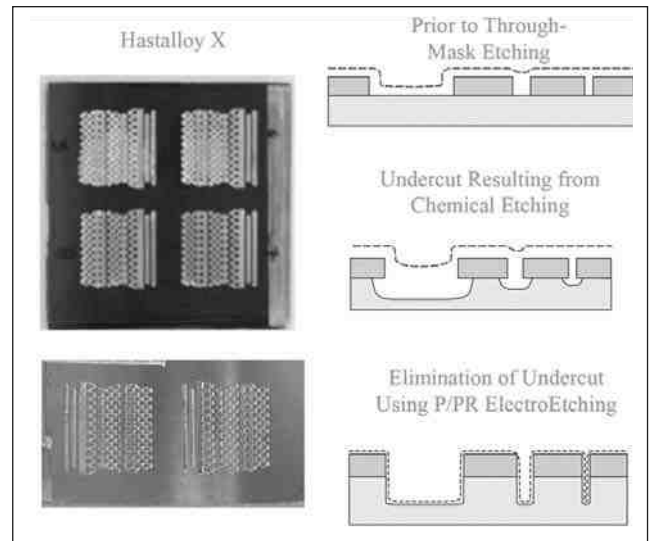 Hastalloy X
Prior to Through-
Mask Etching
Undercut Resulting from
Chemical Etching
Elimination of Undercut
Using P/PR ElectroEtching